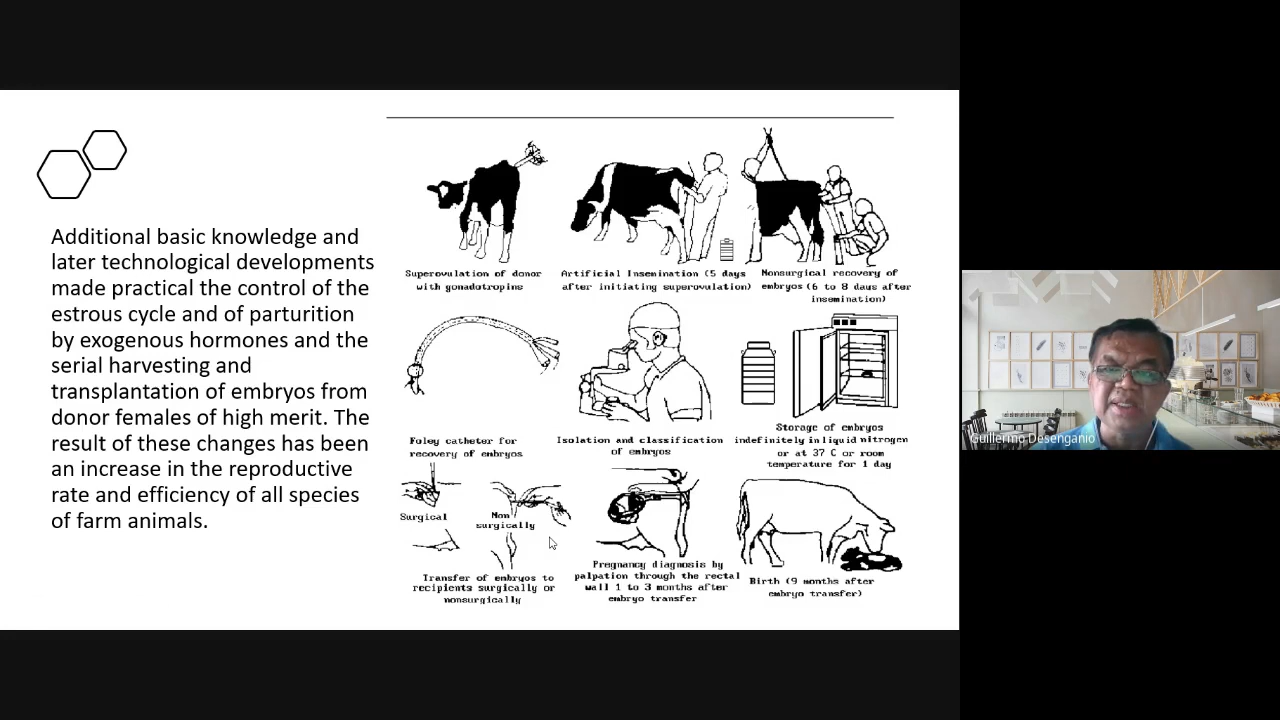 Additional basic knowledge and
later technological developments
made practical the control of the
estrous cycle and of parturition
by exogenous hormones and the
serial harvesting and
transplantation of embryos from
donor females of high merit. The
result of these changes has been
an increase in the reproductive
rate and efficiency of all species
of farm animals.
Superovulation of donor
with gonadotropins
Artificial Insemination (5 days
after initiating superovulation)
Nonsurgical recovery of
embryos (6 to 8 days after
insemination)
Foley catheter for
recovery of embryos
Isolation and classification
of embryos
Storage of embryos
indefinitely in liquid nitrogen
or at 37 C or room
temperature for 1 day
Surgical
Non
surgically
Transfer of embryos to
recipients surgically or
nonsurgically
Pregnancy diagnosis by
palpation through the rectal
wall 1 to 3 months after
embryo transfer
Birth (9 months after
embryo transfer)
Guillermo Desenganio